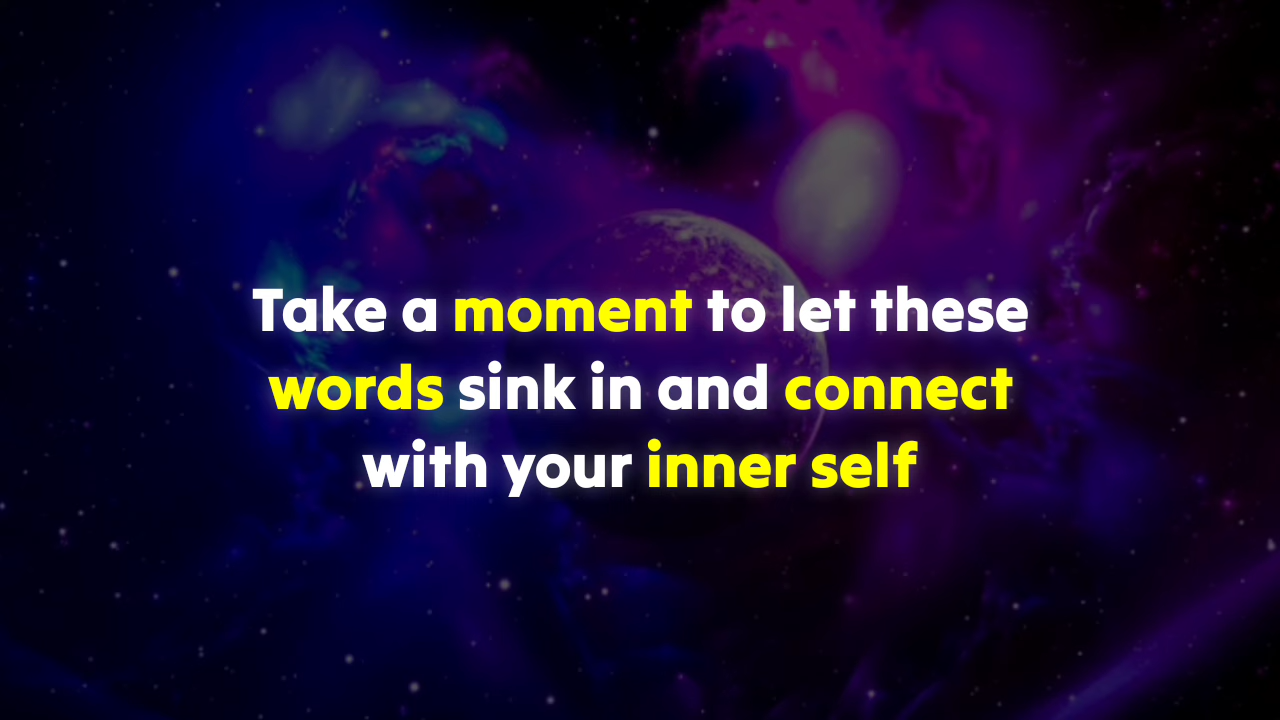 Take a moment to let these
words sink in and connect
with your inner self